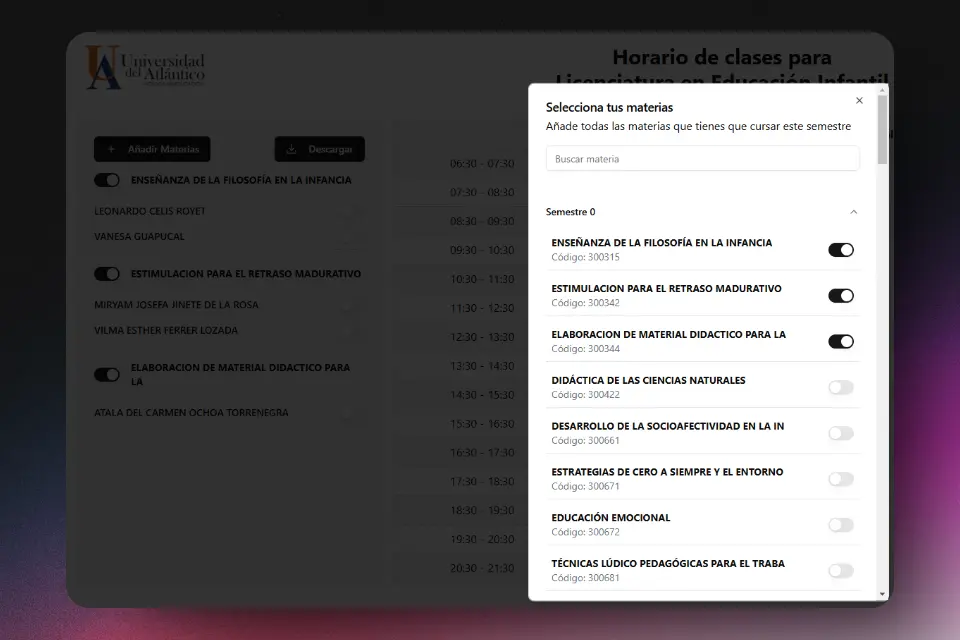 Universidad
del Atlántico
Horario de clases para
Licenciatura en Educación Infantil
Añadir Materias
Descargar
ENSEÑANZA DE LA FILOSOFÍA EN LA INFANCIA
LEONARDO CELIS ROYET
VANESA GUAPUCAL
ESTIMULACION PARA EL RETRASO MADURATIVO
MIRYAM JOSEFA JINETE DE LA ROSA
VILMA ESTHER FERRER LOZADA
ELABORACION DE MATERIAL DIDACTICO PARA
LA
ATALA DEL CARMEN OCHOA TORRENEGRA
06:30 - 07:30
07:30 - 08:30
08:30 - 09:30
09:30 - 10:30
10:30 - 11:30
11:30 - 12:30
12:30 - 13:30
13:30 - 14:30
14:30 - 15:30
15:30 - 16:30
16:30 - 17:30
17:30 - 18:30
18:30 - 19:30
19:30 - 20:30
20:30 - 21:30
Selecciona tus materias
Añade todas las materias que tienes que cursar este semestre
Buscar materia
Semestre 0
ENSEÑANZA DE LA FILOSOFÍA EN LA INFANCIA
Código: 300315
ESTIMULACION PARA EL RETRASO MADURATIVO
Código: 300342
ELABORACION DE MATERIAL DIDACTICO PARA LA
Código: 300344
DIDÁCTICA DE LAS CIENCIAS NATURALES
Código: 300422
DESARROLLO DE LA SOCIOAFECTIVIDAD EN LA IN
Código: 300661
ESTRATEGIAS DE CERO A SIEMPRE Y EL ENTORNO
Código: 300671
EDUCACIÓN EMOCIONAL
Código: 300672
TÉCNICAS LÚDICO PEDAGÓGICAS PARA EL TRABA
Código: 300681